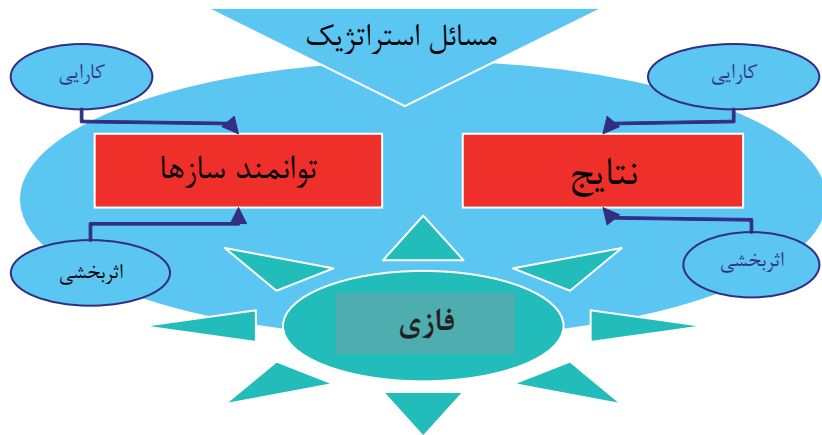 مسائل استراتژیک
کارایی
کارایی
نتایج
توانمند سازها
اثربخشی
اثربخشی
فازی